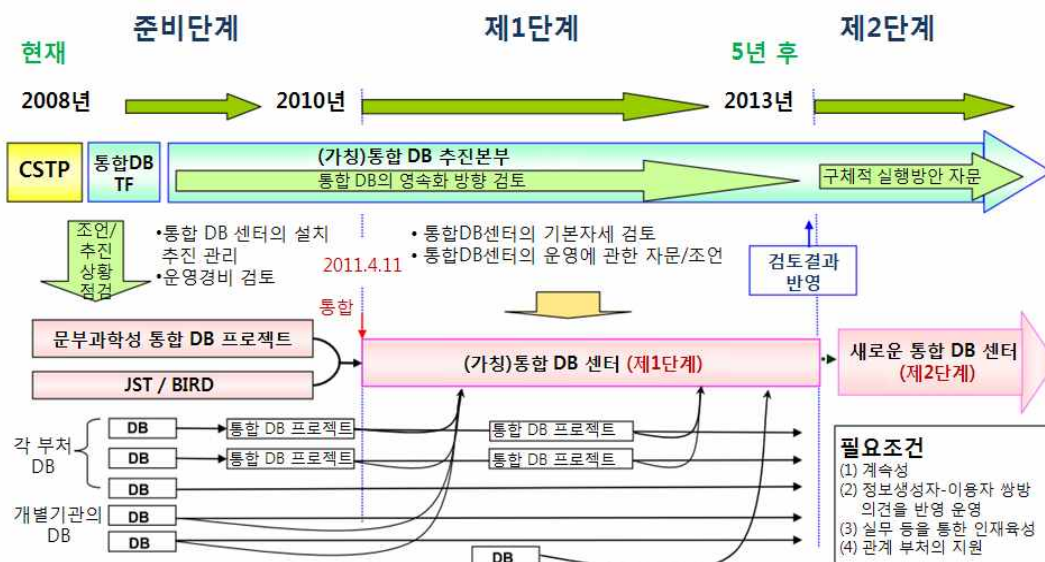 준비단계
제1단계
제2단계
현재
5년 후
2008년
2010년
2013년
CSTP
통합DB
TF
(가칭)통합 DB 추진본부
통합 DB의 영속화 방향 검토
구체적 실행방안 자문
조언/
추진
상황
점검
•통합 DB 센터의 설치
추진 관리
•운영경비 검토
2011.4.11
통합
• 통합DB센터의 기본자세 검토
• 통합DB센터의 운영에 관한 자문/조언
검토결과
반영
문부과학성 통합 DB 프로젝트
JST / BIRD
(가칭)통합 DB 센터 (제1단계)
새로운 통합 DB 센터
(제2단계)
각 부처
DB
DB
통합 DB 프로젝트
통합 DB 프로젝트
DB
통합 DB 프로젝트
통합 DB 프로젝트
DB
개별기관의
DB
DB
DB
DB
필요조건
(1) 계속성
(2) 정보생성자-이용자 쌍방
의견을 반영 운영
(3) 실무 등을 통한 인재육성
(4) 관계 부처의 지원